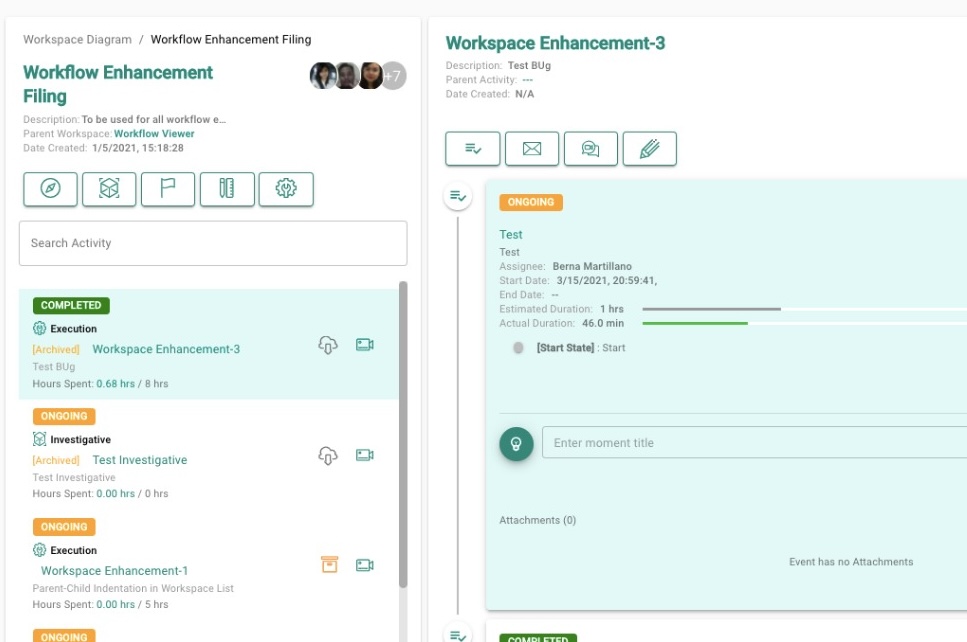 Workspace Diagram / Workflow Enhancement Filing
Workflow Enhancement
Filing
+7
Description: To be used for all workflow e...
Parent Workspace: Workflow Viewer
Date Created: 1/5/2021, 15:18:28
Search Activity
COMPLETED
Execution
[Archived] Workspace Enhancement-3
Test BUg
Hours Spent: 0.68 hrs / 8 hrs
ONGOING
Investigative
[Archived] Test Investigative
Test Investigative
Hours Spent: 0.00 hrs / 0 hrs
ONGOING
Execution
Workspace Enhancement-1
Parent-Child Indentation in Workspace List
Hours Spent: 0.00 hrs / 5 hrs
ONGOING
Workspace Enhancement-3
Description: Test BUg
Parent Activity: ---
Date Created: N/A
ONGOING
Test
Test
Assignee: Berna Martillano
Start Date: 3/15/2021, 20:59:41,
End Date: --
Estimated Duration: 1 hrs
Actual Duration: 46.0 min
[Start State] : Start
Enter moment title
Attachments (0)
Event has no Attachments
COMPLETED